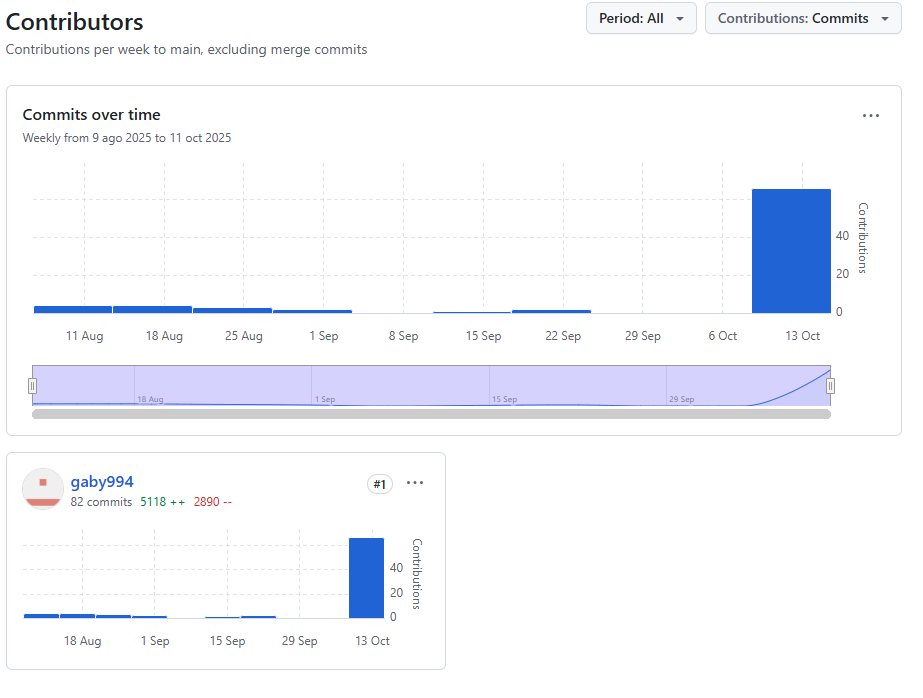 Contributors
Period: All
Contributions: Commits
Contributions per week to main, excluding merge commits
Commits over time
Weekly from 9 ago 2025 to 11 oct 2025
Contributions
40
20
0
11 Aug 18 Aug 25 Aug 1 Sep 8 Sep 15 Sep 22 Sep 29 Sep 6 Oct 13 Oct
18 Aug 1 Sep 15 Sep 29 Sep
gaby994
#1
82 commits 5118 ++ 2890 --
Contributions
40
20
0
18 Aug 1 Sep 15 Sep 29 Sep 13 Oct